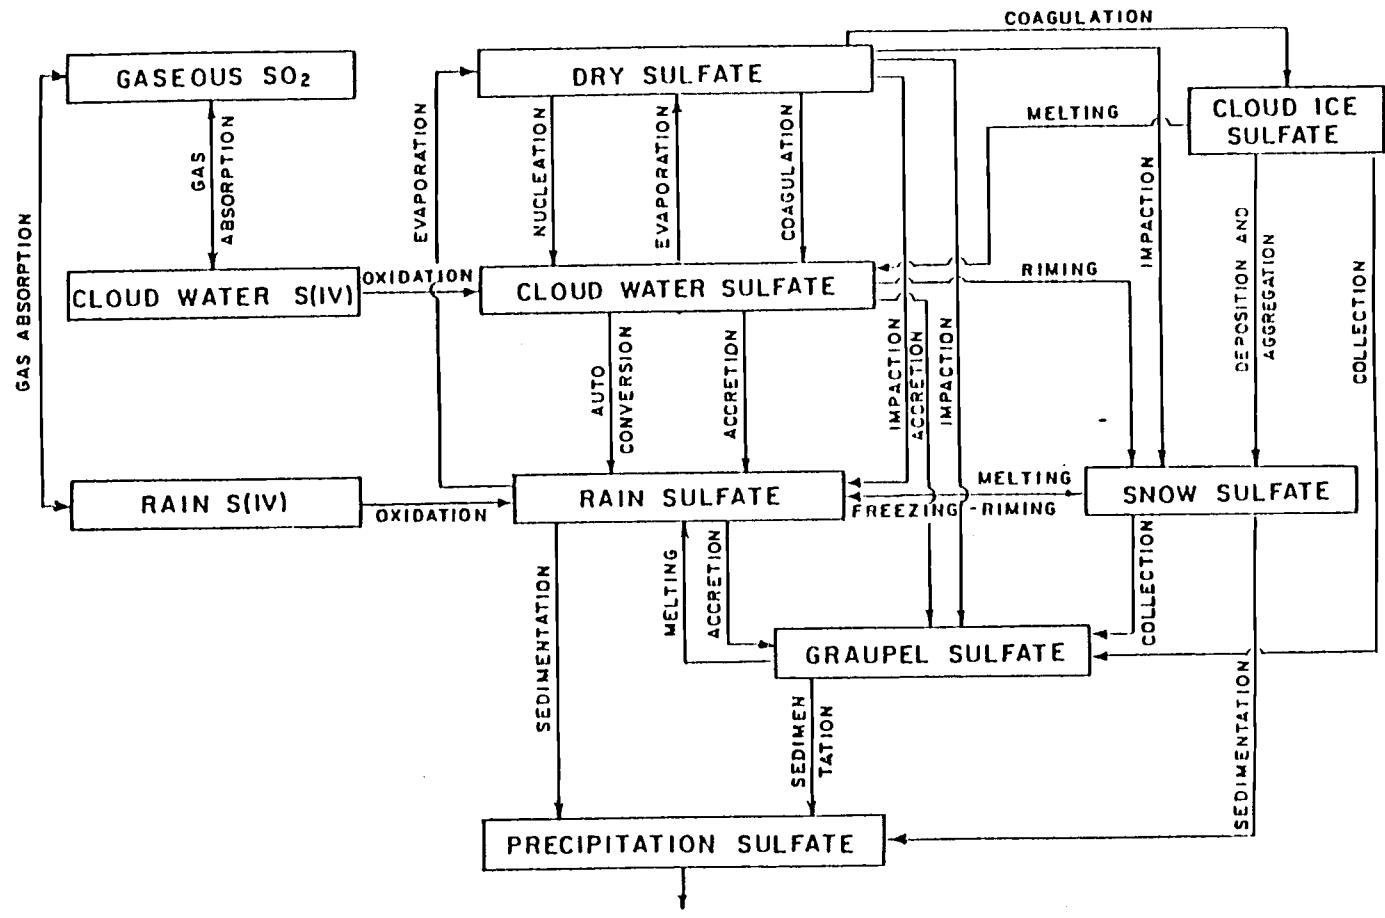 COAGULATION
GASEOUS SO2
DRY SULFATE
CLOUD ICE
SULFATE
MELTING
GAS
ABSORPTION
EVAPORATION
NUCLEATION
EVAPORATION
COAGULATION
IMPACTION
DEPOSITION AND
AGGREGATION
COLLECTION
GAS ABSORPTION
CLOUD WATER S(IV)
OXIDATION
CLOUD WATER SULFATE
RIMING
AUTO
CONVERSION
ACCRETION
IMPACTION
ACCRETION
IMPACTION
RAIN S(IV)
OXIDATION
RAIN SULFATE
MELTING
FREEZING-RIMING
SNOW SULFATE
SEDIMENTATION
MELTING
ACCRETION
COLLECTION
GRAUPEL SULFATE
SEDIMEN
TATION
SEDIMENTATION
PRECIPITATION SULFATE